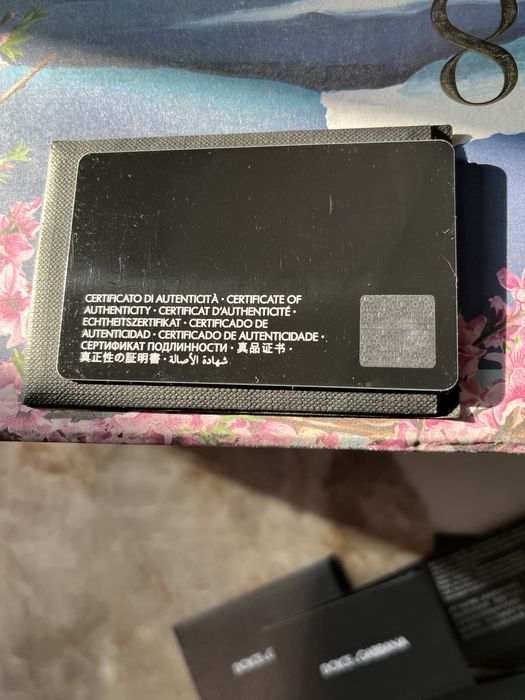 8
CERTIFICATO DI AUTENTICITÀ · CERTIFICATE OF
AUTHENTICITY · CERTIFICAT D'AUTHENTICITÉ ·
ECHTHEITSZERTIFIKAT · CERTIFICADO DE
AUTENTICIDAD · CERTIFICADO DE AUTENTICIDADE ·
СЕРТИФИКАТ ПОДЛИННОСТИ · 真品证书 ·
真正性の証明書 · شهادة الأصالة ·
DOLCE & GABBANA